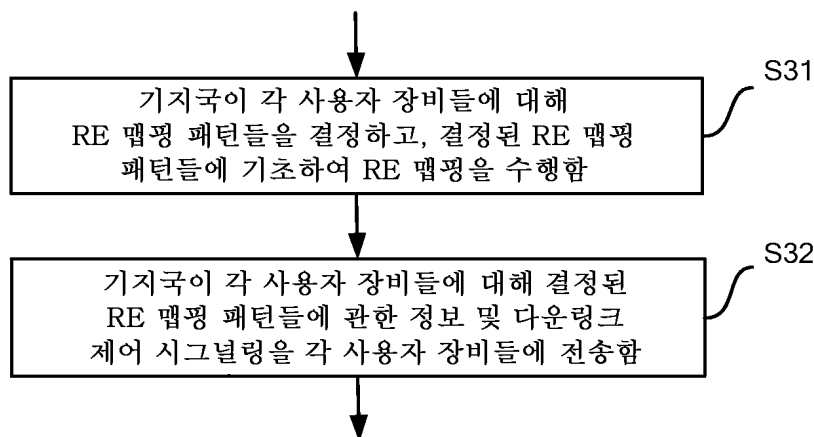 S31
기지국이 각 사용자 장비들에 대해
RE 맵핑 패턴들을 결정하고, 결정된 RE 맵핑
패턴들에 기초하여 RE 맵핑을 수행함
S32
기지국이 각 사용자 장비들에 대해 결정된
RE 맵핑 패턴들에 관한 정보 및 다운링크
제어 시그널링을 각 사용자 장비들에 전송함